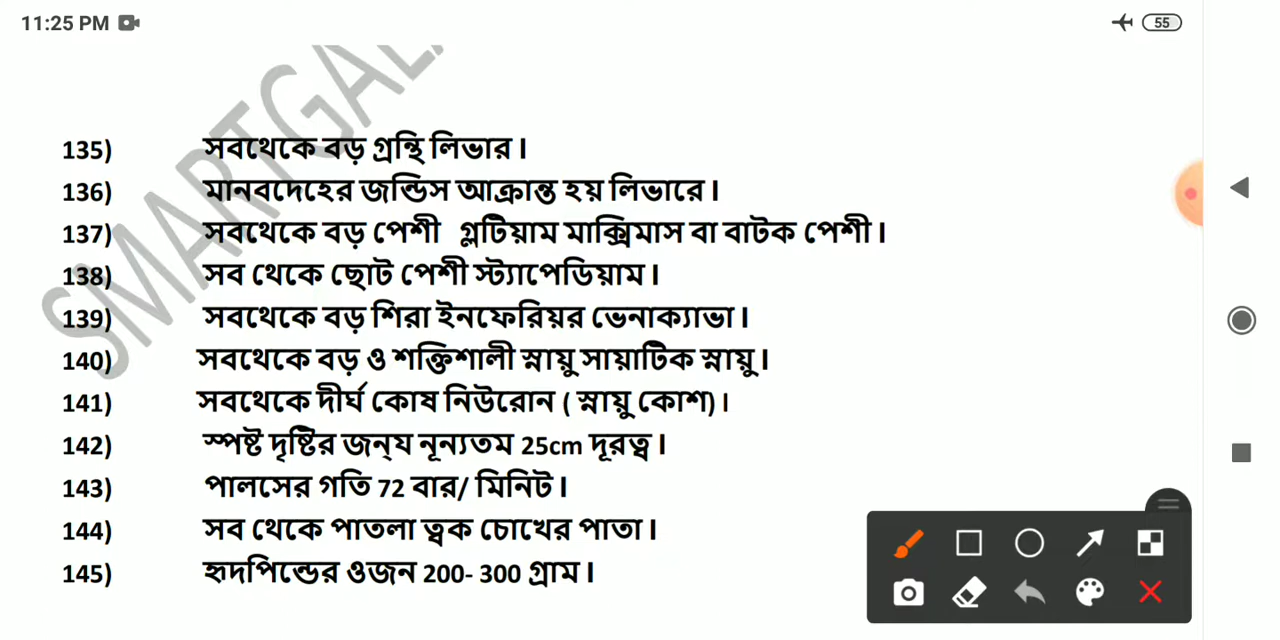 11:25 PM 55
SMARTGAL
135) সবথেকে বড় গ্রন্থি লিভার ।
136) মানবদেহের জন্ডিস আক্রান্ত হয় লিভারে ।
137) সবথেকে বড় পেশী গ্লটিয়াম মাক্সিমাস বা বাটক পেশী ।
138) সব থেকে ছোট পেশী স্ট্যাপেডিয়াম ।
139) সবথেকে বড় শিরা ইনফেরিয়র ভেনাক্যাভা ।
140) সবথেকে বড় ও শক্তিশালী স্নায়ু সায়াটিক স্নায়ু ।
141) সবথেকে দীর্ঘ কোষ নিউরোন ( স্নায়ু কোশ) ।
142) স্পষ্ট দৃষ্টির জন্‌য নূন্যতম 25cm দূরত্ব ।
143) পালসের গতি 72 বার/ মিনিট ।
144) সব থেকে পাতলা ত্বক চোখের পাতা ।
145) হৃদপিন্ডের ওজন 200- 300 গ্রাম ।